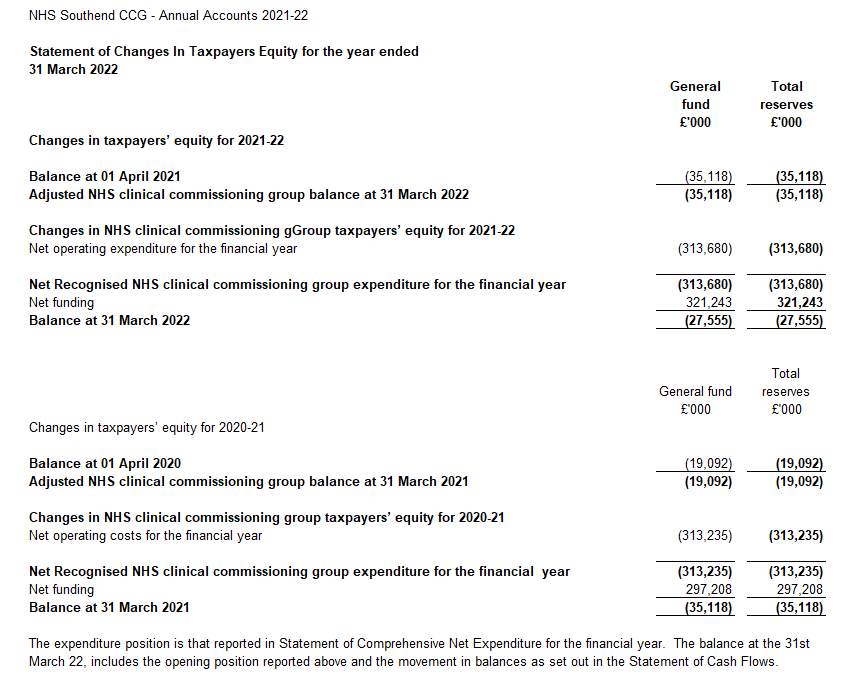 NHS Southend CCG - Annual Accounts 2021-22
Statement of Changes In Taxpayers Equity for the year ended
31 March 2022
General Total
fund reserves
£'000 £'000
Changes in taxpayers’ equity for 2021-22
Balance at 01 April 2021 (35,118) (35,118)
Adjusted NHS clinical commissioning group balance at 31 March 2022 (35,118) (35,118)
Changes in NHS clinical commissioning gGroup taxpayers’ equity for 2021-22
Net operating expenditure for the financial year (313,680) (313,680)
Net Recognised NHS clinical commissioning group expenditure for the financial year (313,680) (313,680)
Net funding 321,243 321,243
Balance at 31 March 2022 (27,555) (27,555)
Total
General fund reserves
£'000 £'000
Changes in taxpayers’ equity for 2020-21
Balance at 01 April 2020 (19,092) (19,092)
Adjusted NHS clinical commissioning group balance at 31 March 2021 (19,092) (19,092)
Changes in NHS clinical commissioning group taxpayers’ equity for 2020-21
Net operating costs for the financial year (313,235) (313,235)
Net Recognised NHS clinical commissioning group expenditure for the financial year (313,235) (313,235)
Net funding 297,208 297,208
Balance at 31 March 2021 (35,118) (35,118)
The expenditure position is that reported in Statement of Comprehensive Net Expenditure for the financial year. The balance at the 31st
March 22, includes the opening position reported above and the movement in balances as set out in the Statement of Cash Flows.